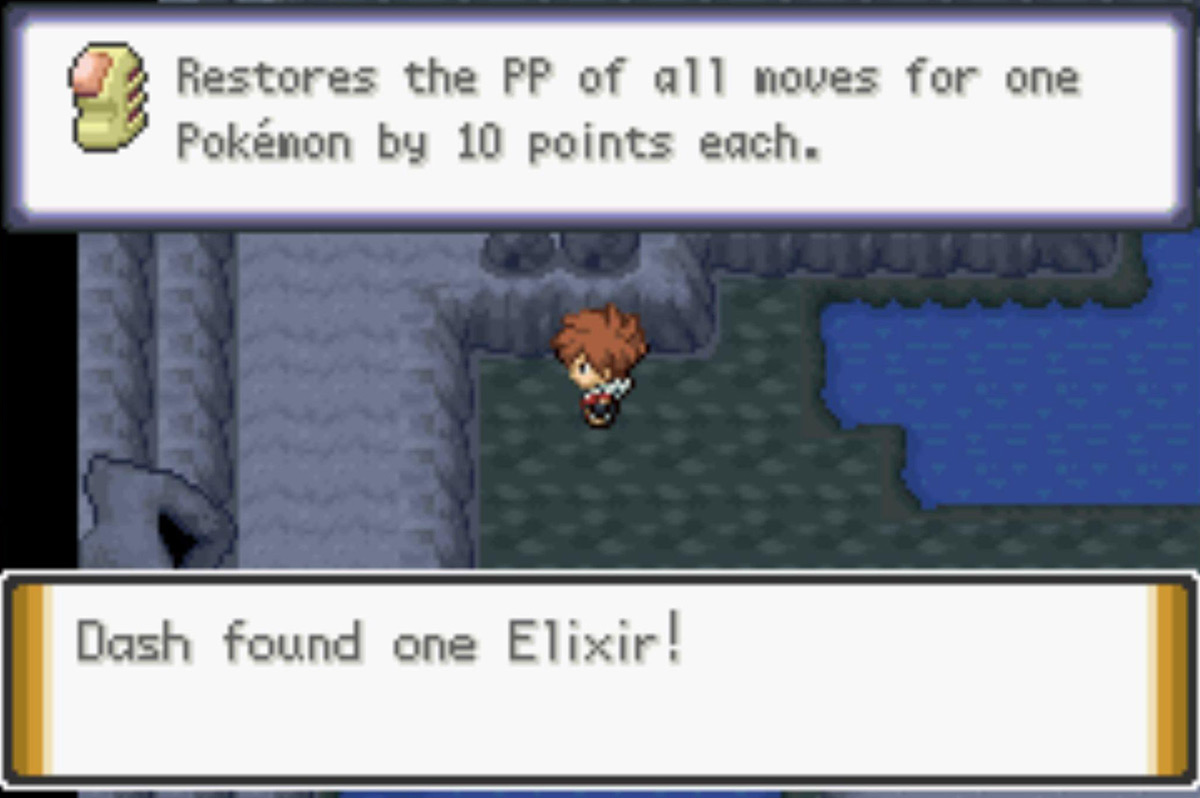 Restores the PP of all moves for one
Pokémon by 10 points each.
Dash found one Elixir!